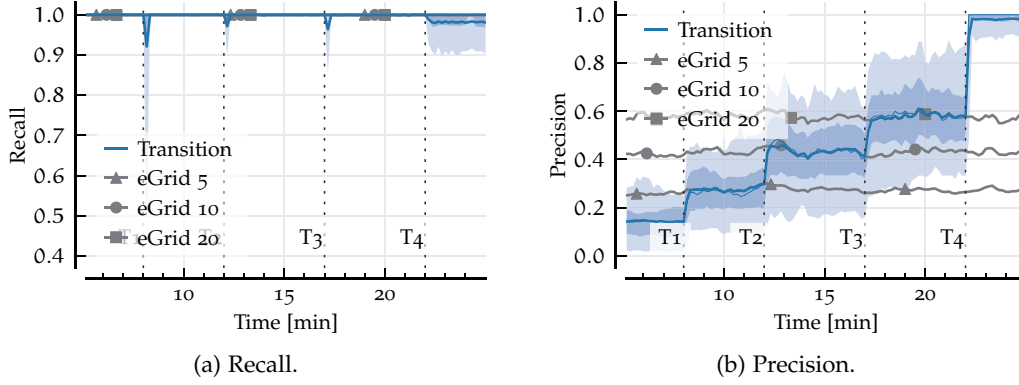 1.0
0.9
0.8
0.7
0.6
0.5
0.4
Recall
Transition
eGrid 5
eGrid 10
eGrid 20
T1
T2
T3
T4
10
15
20
Time [min]
(a) Recall.
1.0
0.8
0.6
0.4
0.2
0.0
Precision
Transition
eGrid 5
eGrid 10
eGrid 20
T1
T2
T3
T4
10
15
20
Time [min]
(b) Precision.